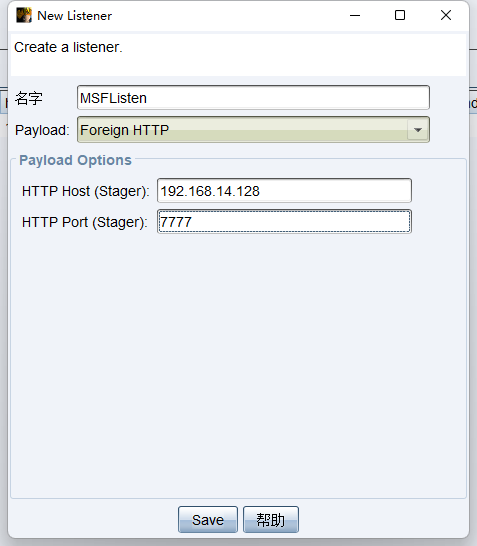 New Listener
Create a listener.
名字 MSFListen
Payload: Foreign HTTP
Payload Options
HTTP Host (Stager): 192.168.14.128
HTTP Port (Stager): 7777
Save 帮助